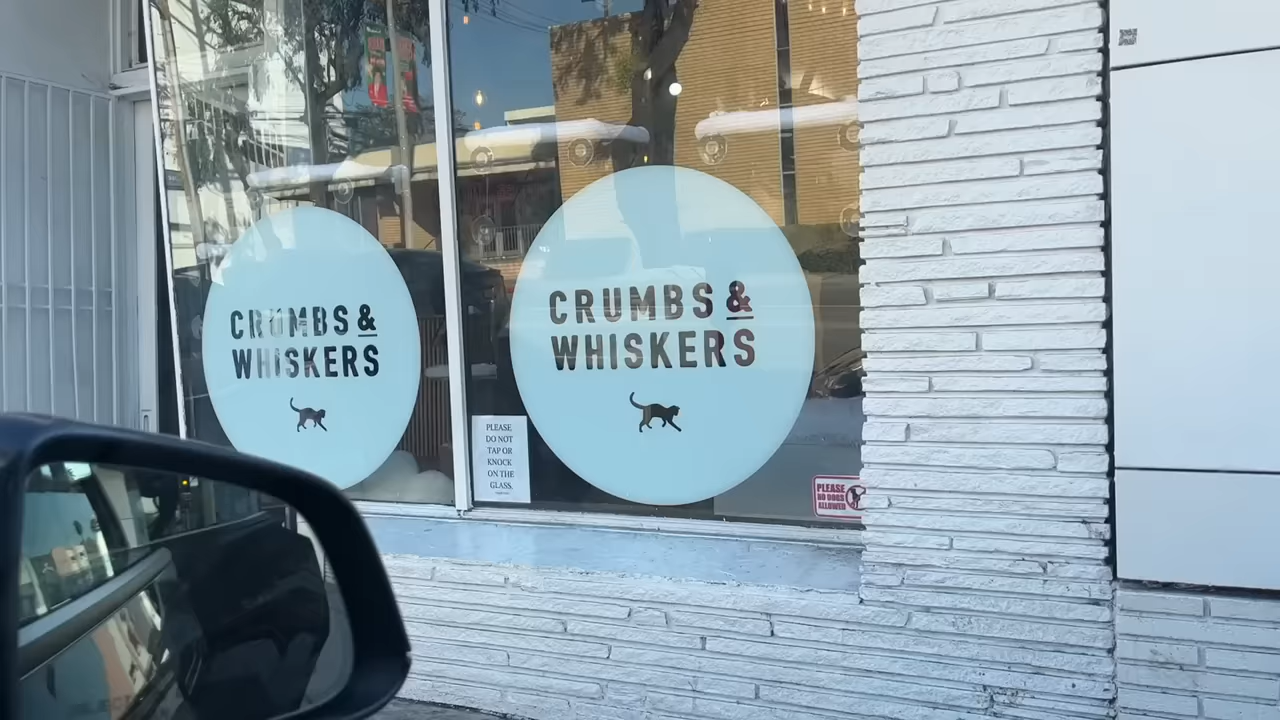 CRUMBS &
WHISKERS
CRUMBS &
WHISKERS
PLEASE
DO NOT
TAP OR
KNOCK
ON THE
GLASS.
PLEASE
NO DOGS
ALLOWED